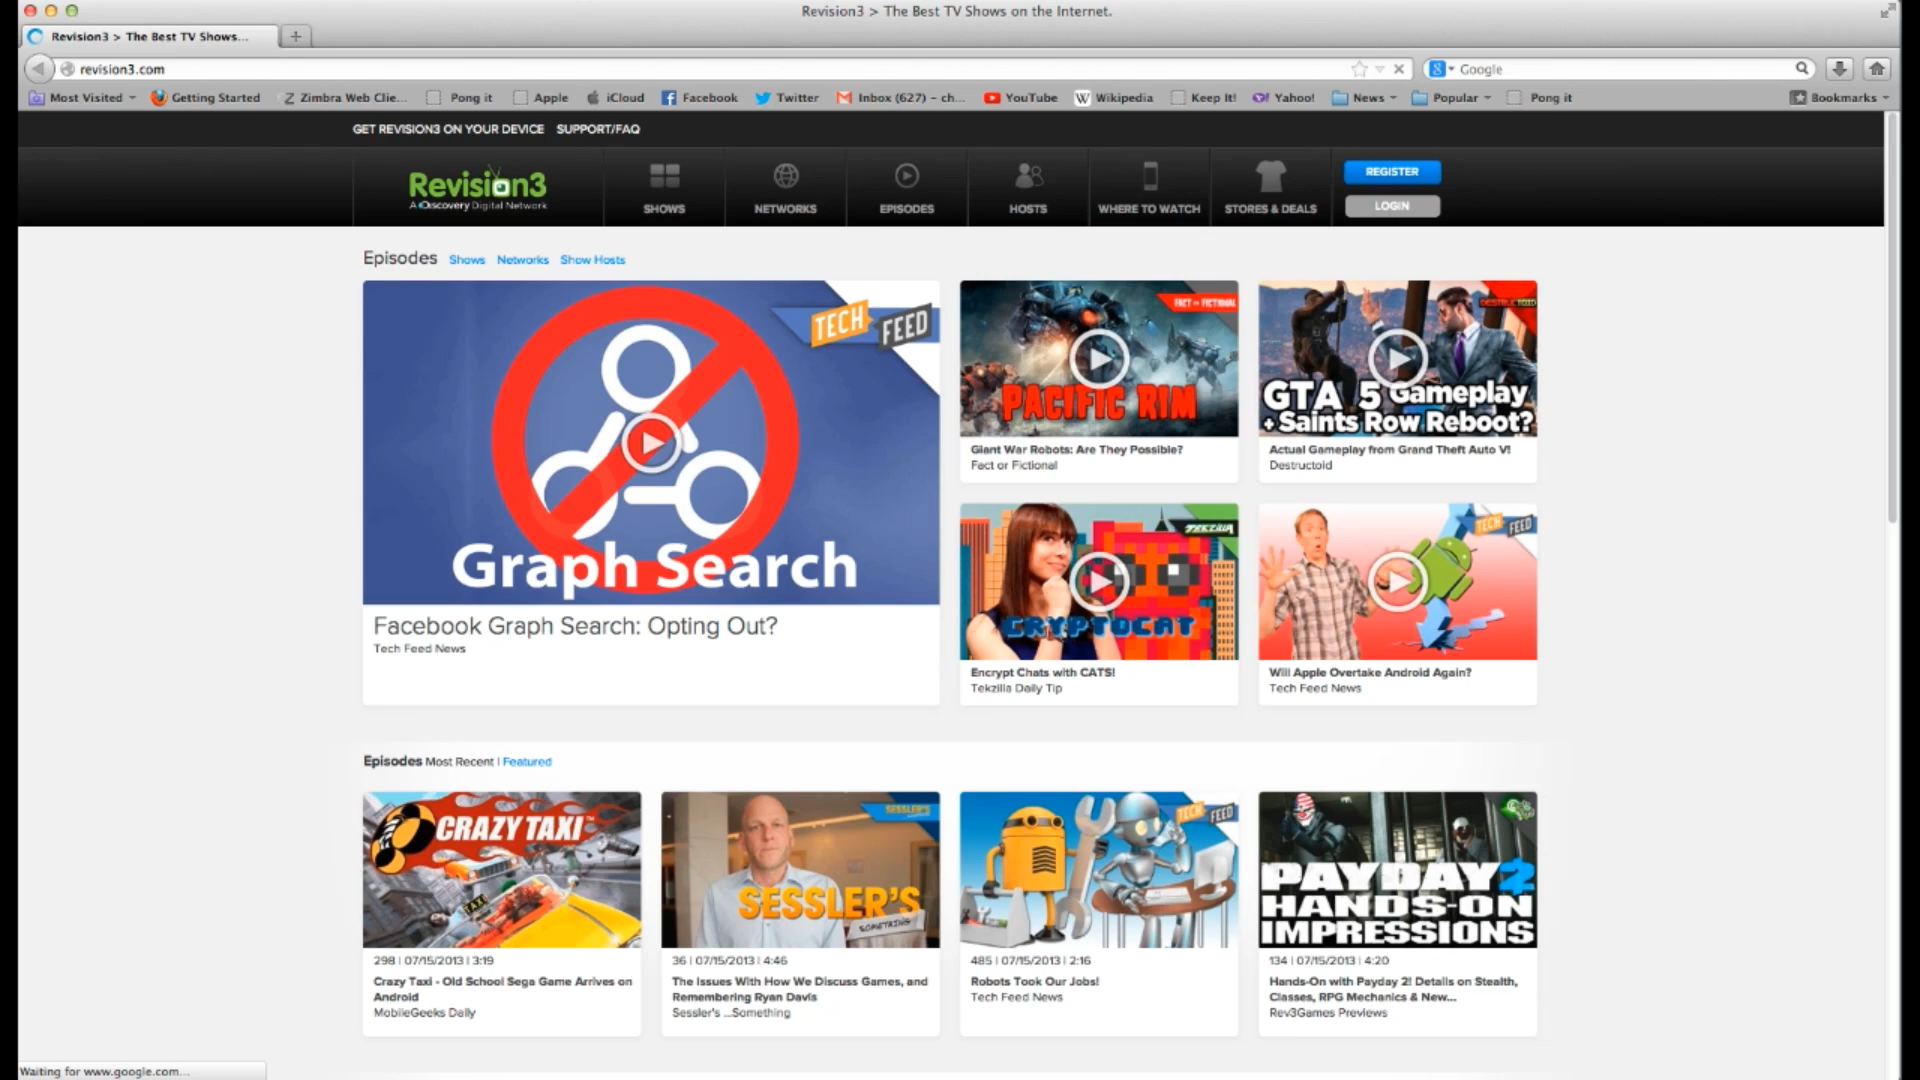 Revision3 > The Best TV Shows on the Internet.
Revision3 > The Best TV Shows...
revision3.com
Google
Most Visited
Getting Started
Zimbra Web Clie...
Pong it
Apple
iCloud
Facebook
Twitter
Inbox (627) – ch...
YouTube
Wikipedia
Keep It!
Yahoo!
News
Popular
Pong it
Bookmarks
GET REVISION3 ON YOUR DEVICE SUPPORT/FAQ
Revision3
A Discovery Digital Network
SHOWS
NETWORKS
EPISODES
HOSTS
WHERE TO WATCH
STORES & DEALS
REGISTER
LOGIN
Episodes Shows Networks Show Hosts
TECH FEED
Graph Search
Facebook Graph Search: Opting Out?
Tech Feed News
FACT or FICTIONAL
PACIFIC RIM
Giant War Robots: Are They Possible?
Fact or Fictional
DESTRUCTOID
GTA 5 Gameplay
+ Saints Row Reboot?
Actual Gameplay from Grand Theft Auto V!
Destructoid
TEKZILLA
CRYPTOCAT
Encrypt Chats with CATS!
Tekzilla Daily Tip
TECH FEED
Will Apple Overtake Android Again?
Tech Feed News
Episodes Most Recent | Featured
CRAZY TAXI™
TAXI
298 | 07/15/2013 | 3:19
Crazy Taxi - Old School Sega Game Arrives on
Android
MobileGeeks Daily
SESSLER'S
SESSLER'S
SOMETHING
36 | 07/15/2013 | 4:46
The Issues With How We Discuss Games, and
Remembering Ryan Davis
Sessler's ...Something
TECH FEED
485 | 07/15/2013 | 2:16
Robots Took Our Jobs!
Tech Feed News
PAYDAY 2
HANDS-ON
IMPRESSIONS
134 | 07/15/2013 | 4:20
Hands-On with Payday 2! Details on Stealth,
Classes, RPG Mechanics & New...
Rev3Games Previews
Waiting for www.google.com...